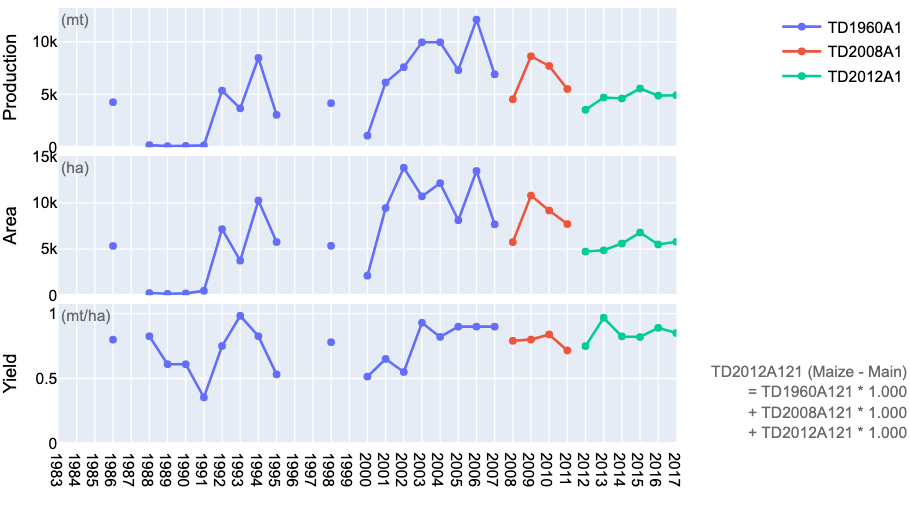 Production
(mt)
10k
5k
0
Area
(ha)
15k
10k
5k
0
Yield
(mt/ha)
1
0.5
0
1983
1984
1985
1986
1987
1988
1989
1990
1991
1992
1993
1994
1995
1996
1997
1998
1999
2000
2001
2002
2003
2004
2005
2006
2007
2008
2009
2010
2011
2012
2013
2014
2015
2016
2017
TD1960A1
TD2008A1
TD2012A1
TD2012A121 (Maize - Main)
= TD1960A121 * 1.000
+ TD2008A121 * 1.000
+ TD2012A121 * 1.000